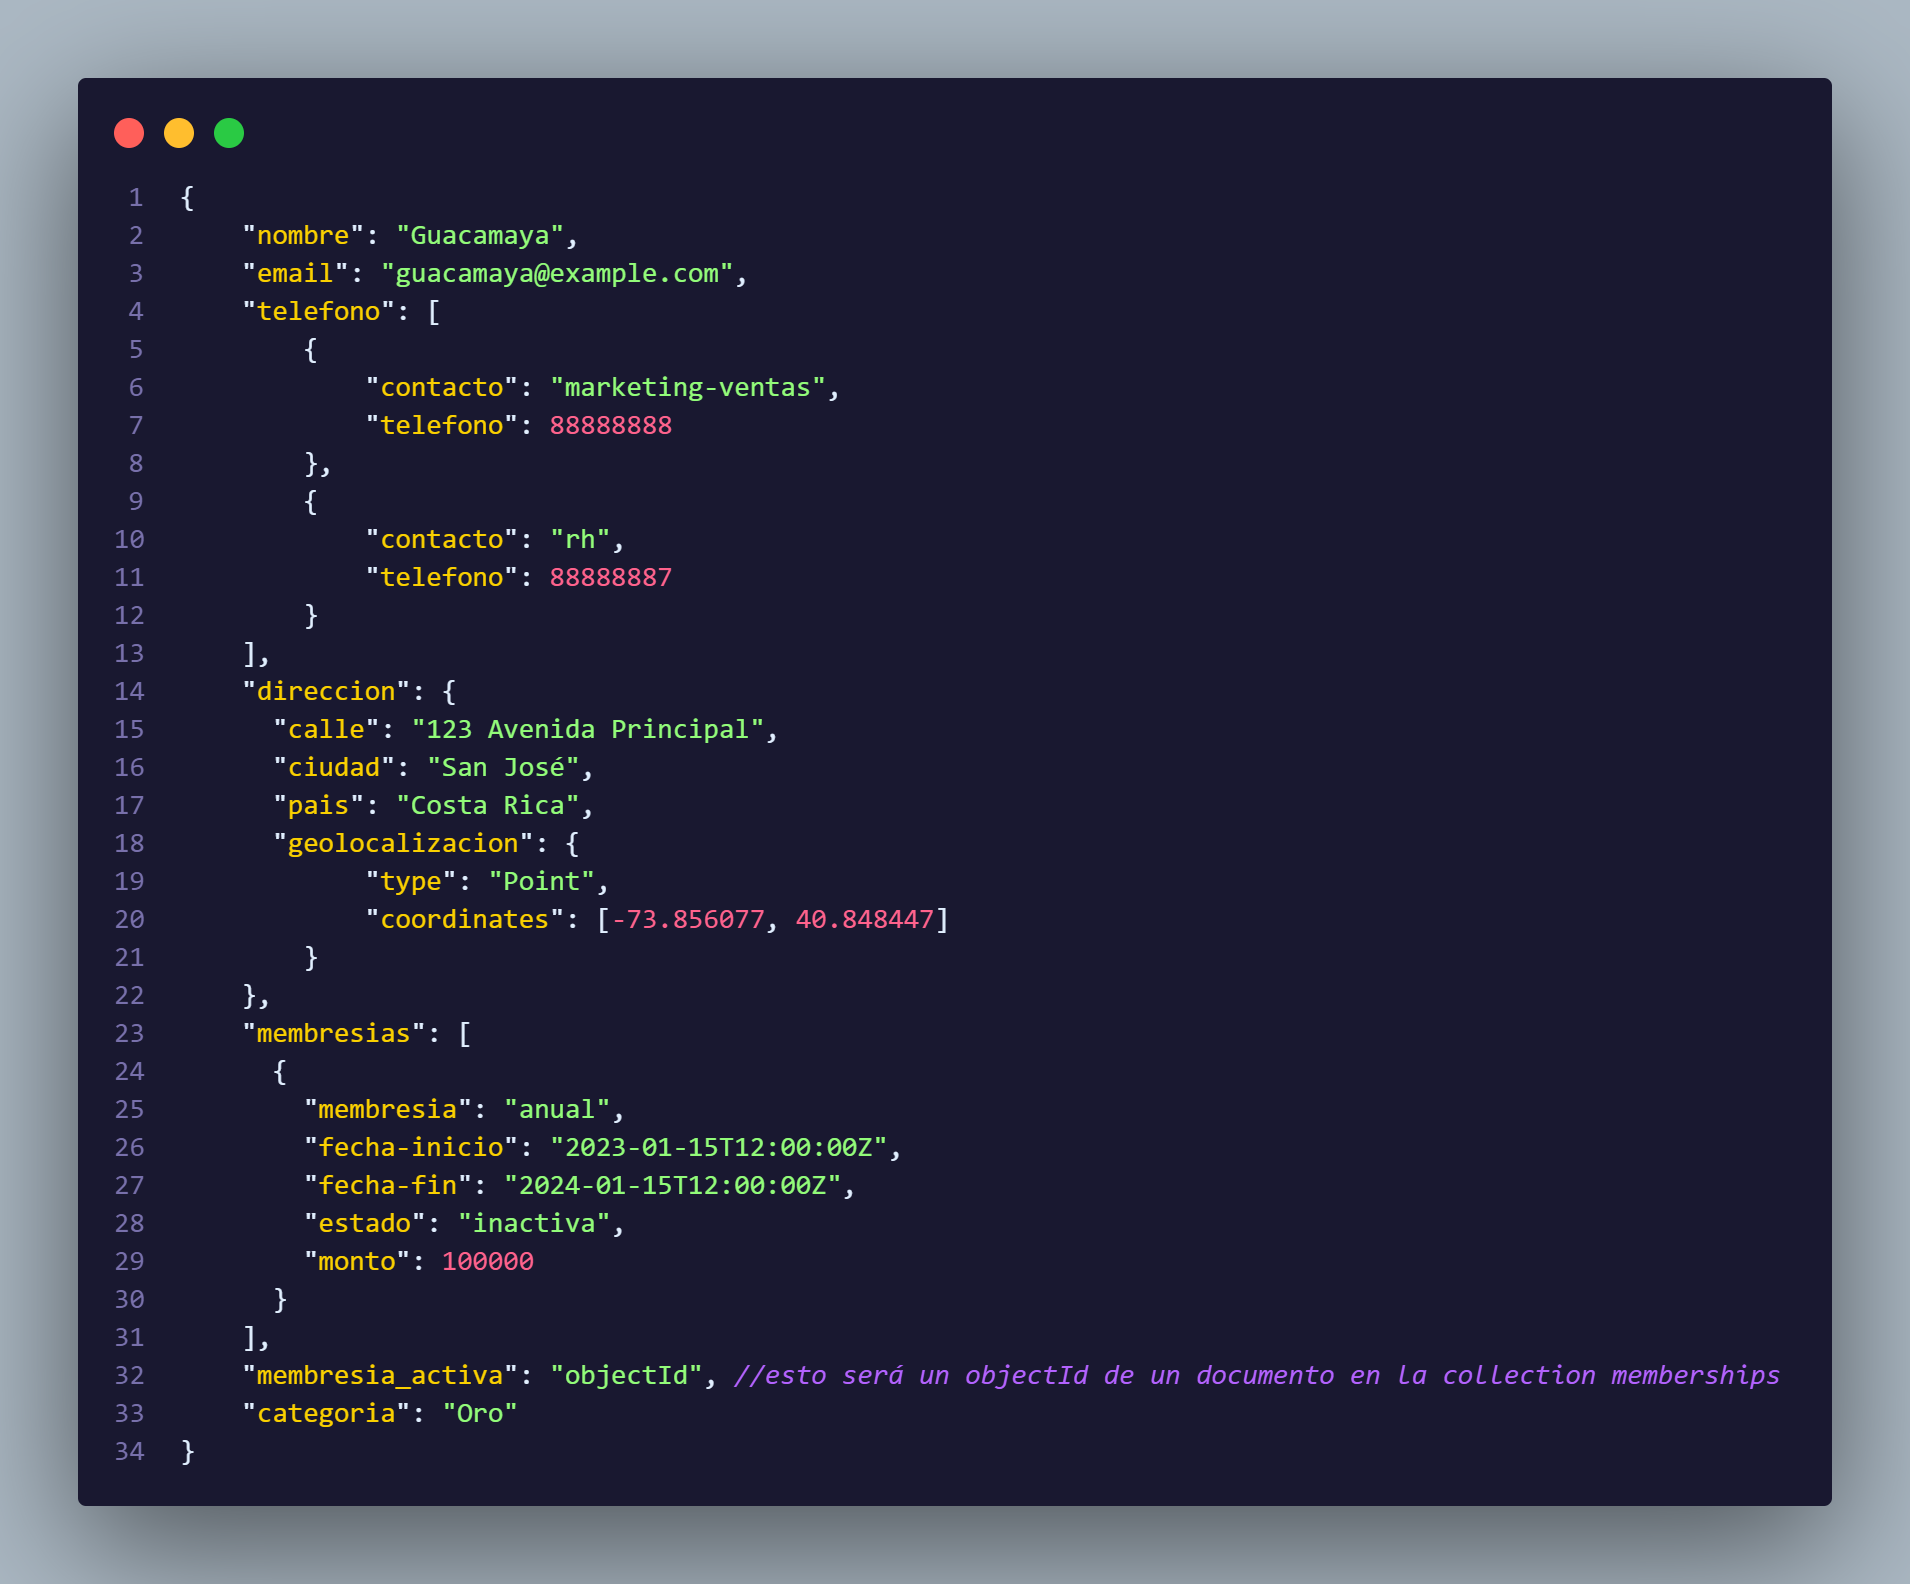 1 {
2     "nombre": "Guacamaya",
3     "email": "guacamaya@example.com",
4     "telefono": [
5         {
6             "contacto": "marketing-ventas",
7             "telefono": 88888888
8         },
9         {
10             "contacto": "rh",
11             "telefono": 88888887
12         }
13     ],
14     "direccion": {
15       "calle": "123 Avenida Principal",
16       "ciudad": "San José",
17       "pais": "Costa Rica",
18       "geolocalizacion": {
19             "type": "Point",
20             "coordinates": [-73.856077, 40.848447]
21         }
22     },
23     "membresias": [
24       {
25         "membresia": "anual",
26         "fecha-inicio": "2023-01-15T12:00:00Z",
27         "fecha-fin": "2024-01-15T12:00:00Z",
28         "estado": "inactiva",
29         "monto": 100000
30       }
31     ],
32     "membresia_activa": "objectId", //esto será un objectId de un documento en la collection memberships
33     "categoria": "Oro"
34 }